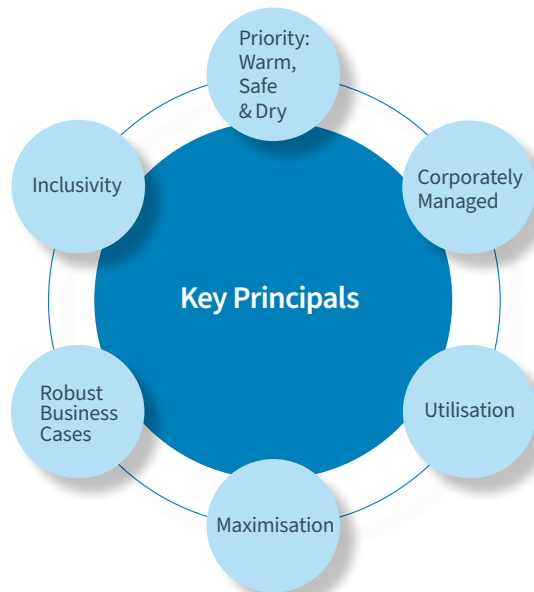 Priority:
Warm,
Safe
& Dry
Inclusivity
Corporately
Managed
Key Principals
Robust
Business
Cases
Utilisation
Maximisation